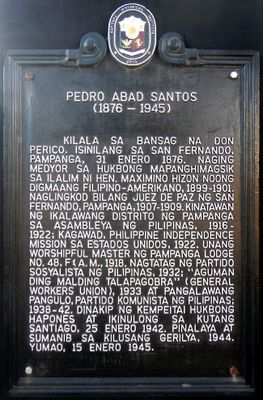 PEDRO ABAD SANTOS
(1876 – 1945)
KILALA SA BANSAG NA DON
PERICO. ISINILANG SA SAN FERNANDO,
PAMPANGA, 31 ENERO 1876. NAGING
MEDYOR SA HUKBONG MAPANGHIMAGSIK
SA ILALIM NI HEN. MAXIMINO HIZON NOONG
DIGMAANG FILIPINO-AMERIKANO, 1899-1901.
NAGLINGKOD BILANG JUEZ DE PAZ NG SAN
FERNANDO, PAMPANGA, 1907-1909. KINATAWAN
NG IKALAWANG DISTRITO NG PAMPANGA
SA ASAMBLEYA NG PILIPINAS, 1916 -
1922; KAGAWAD, PHILIPPINE INDEPENDENCE
MISSION SA ESTADOS UNIDOS, 1922. UNANG
WORSHIPFUL MASTER NG PAMPANGA LODGE
NO. 48, F & A.M., 1918. NAGTATAG NG PARTIDO
SOSYALISTA NG PILIPINAS, 1932; "AGUMAN
DING MALDING TALAPAGOBRA" (GENERAL
WORKERS UNION), 1933 AT PANGALAWANG
PANGULO, PARTIDO KOMUNISTA NG PILIPINAS;
1938-42. DINAKIP NG KEMPEITAI HUKBONG
HAPONES AT IKINULONG SA KUTANG
SANTIAGO, 25 ENERO 1942. PINALAYA AT
SUMANIB SA KILUSANG GERILYA, 1944.
YUMAO, 15 ENERO 1945.